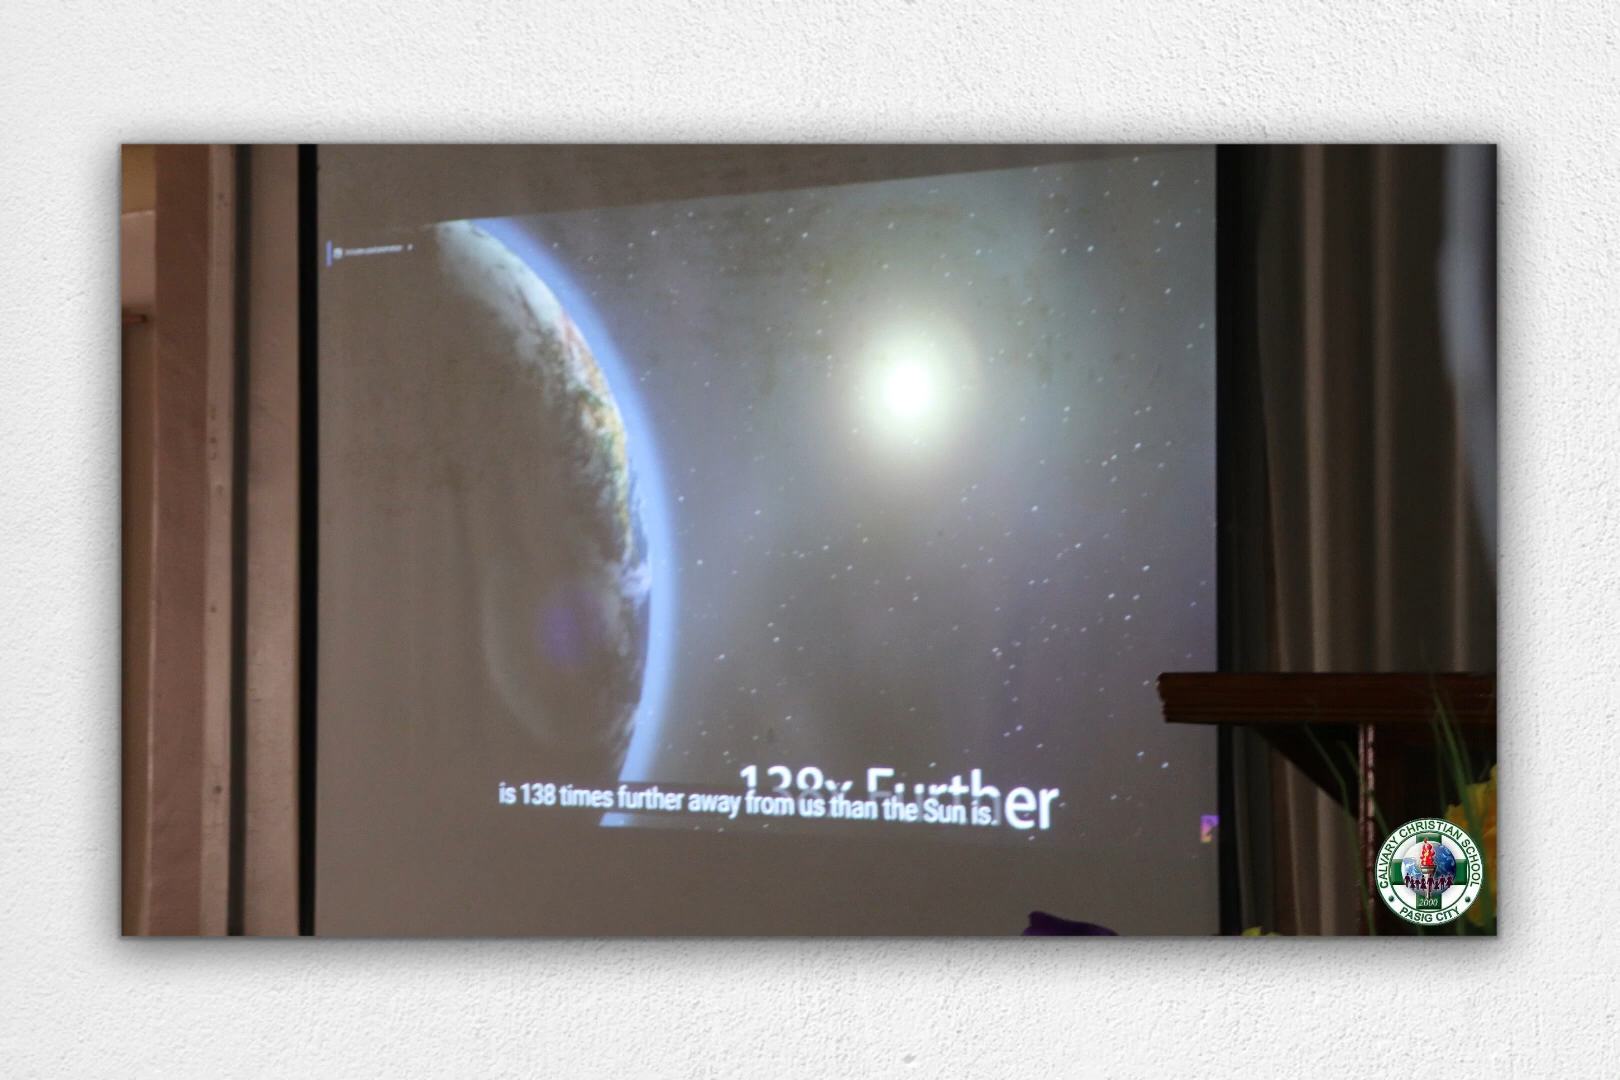 138x Further
is 138 times further away from us than the Sun is.
CALVARY CHRISTIAN SCHOOL
2000
PASIG CITY